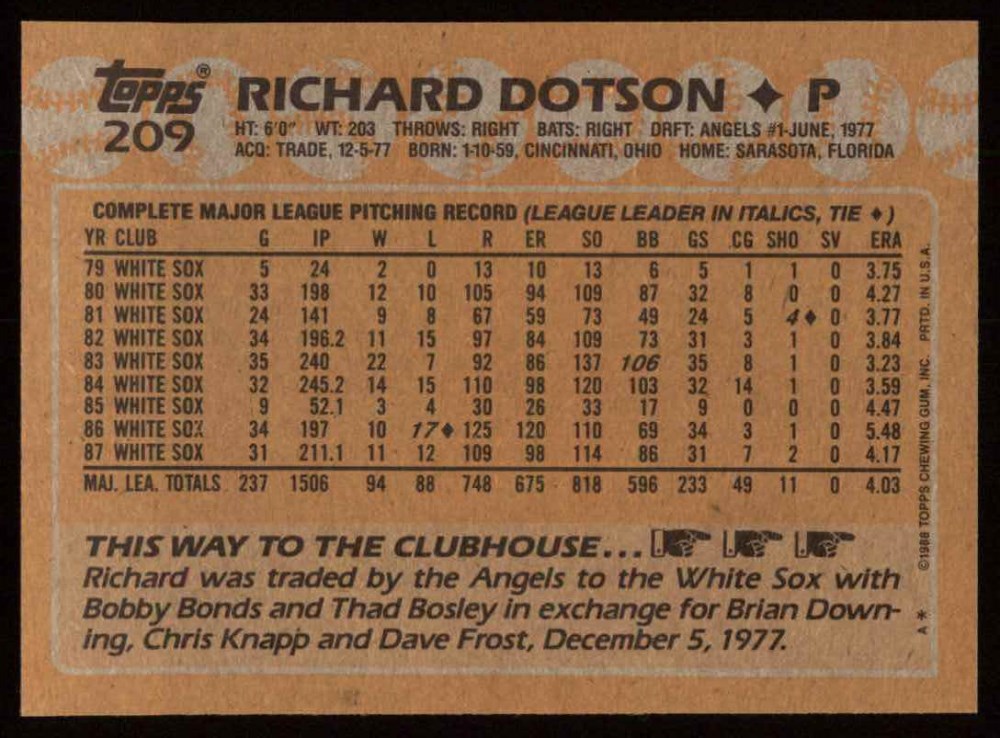 topps®
209
RICHARD DOTSON ♦ P
HT: 6'0" WT: 203 THROWS: RIGHT BATS: RIGHT DRFT: ANGELS #1-JUNE, 1977
ACQ: TRADE, 12-5-77 BORN: 1-10-59, CINCINNATI, OHIO HOME: SARASOTA, FLORIDA
COMPLETE MAJOR LEAGUE PITCHING RECORD (LEAGUE LEADER IN ITALICS, TIE ♦)
YR CLUB G IP W L R ER SO BB GS CG SHO SV ERA
79 WHITE SOX 5 24 2 0 13 10 13 6 5 1 1 0 3.75
80 WHITE SOX 33 198 12 10 105 94 109 87 32 8 0 0 4.27
81 WHITE SOX 24 141 9 8 67 59 73 49 24 5 4♦ 0 3.77
82 WHITE SOX 34 196.2 11 15 97 84 109 73 31 3 1 0 3.84
83 WHITE SOX 35 240 22 7 92 86 137 106 35 8 1 0 3.23
84 WHITE SOX 32 245.2 14 15 110 98 120 103 32 14 1 0 3.59
85 WHITE SOX 9 52.1 3 4 30 26 33 17 9 0 0 0 4.47
86 WHITE SOX 34 197 10 17♦ 125 120 110 69 34 3 1 0 5.48
87 WHITE SOX 31 211.1 11 12 109 98 114 86 31 7 2 0 4.17
MAJ. LEA. TOTALS 237 1506 94 88 748 675 818 596 233 49 11 0 4.03
THIS WAY TO THE CLUBHOUSE...
Richard was traded by the Angels to the White Sox with
Bobby Bonds and Thad Bosley in exchange for Brian Down-
ing, Chris Knapp and Dave Frost, December 5, 1977.
A* ©1988 TOPPS CHEWING GUM, INC. PRTD. IN U.S.A.